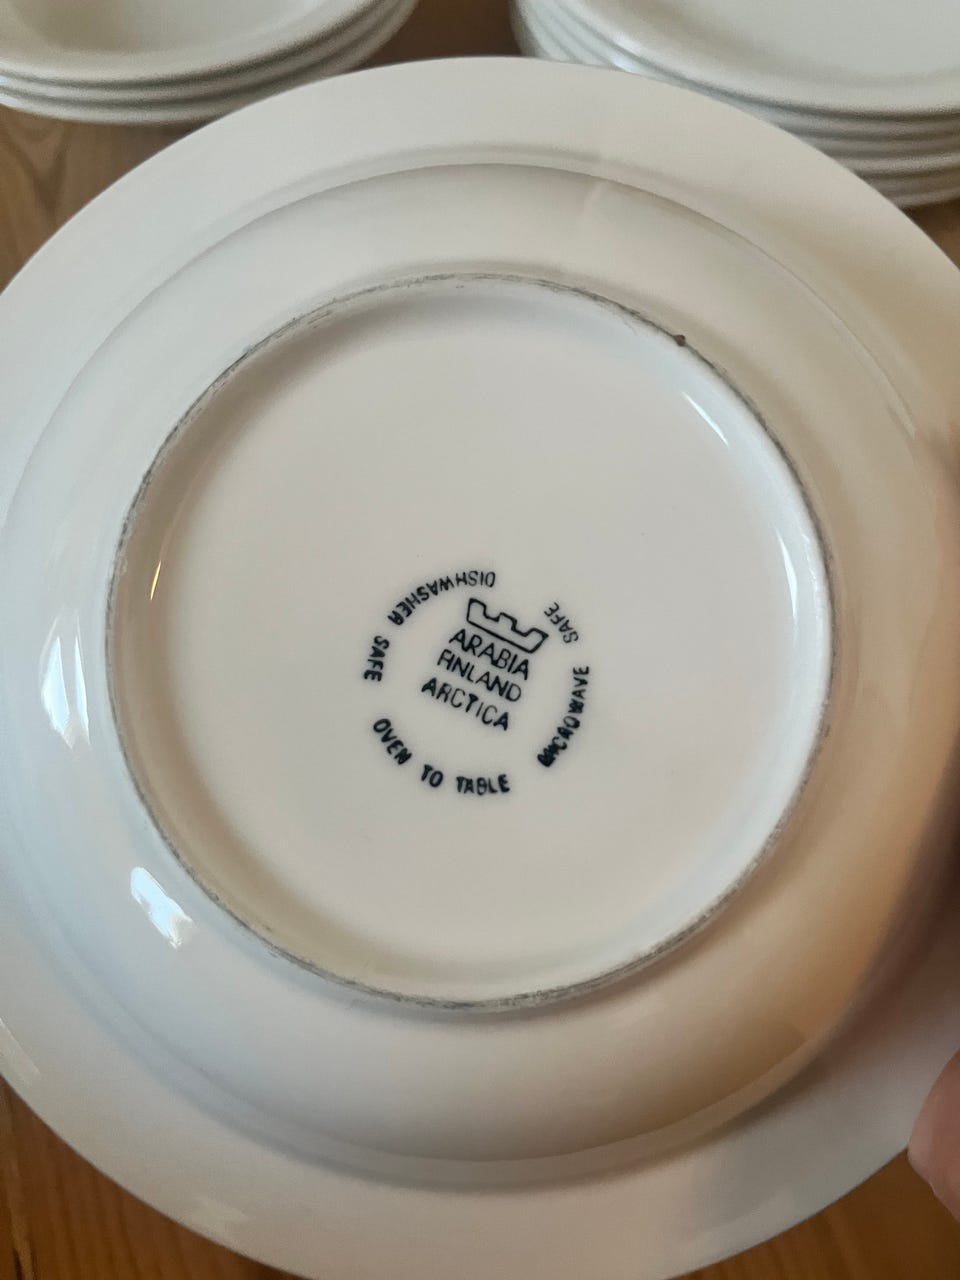 ARABIA
FINLAND
ARCTICA
DISHWASHER SAFE
OVEN TO TABLE
MICROWAVE SAFE